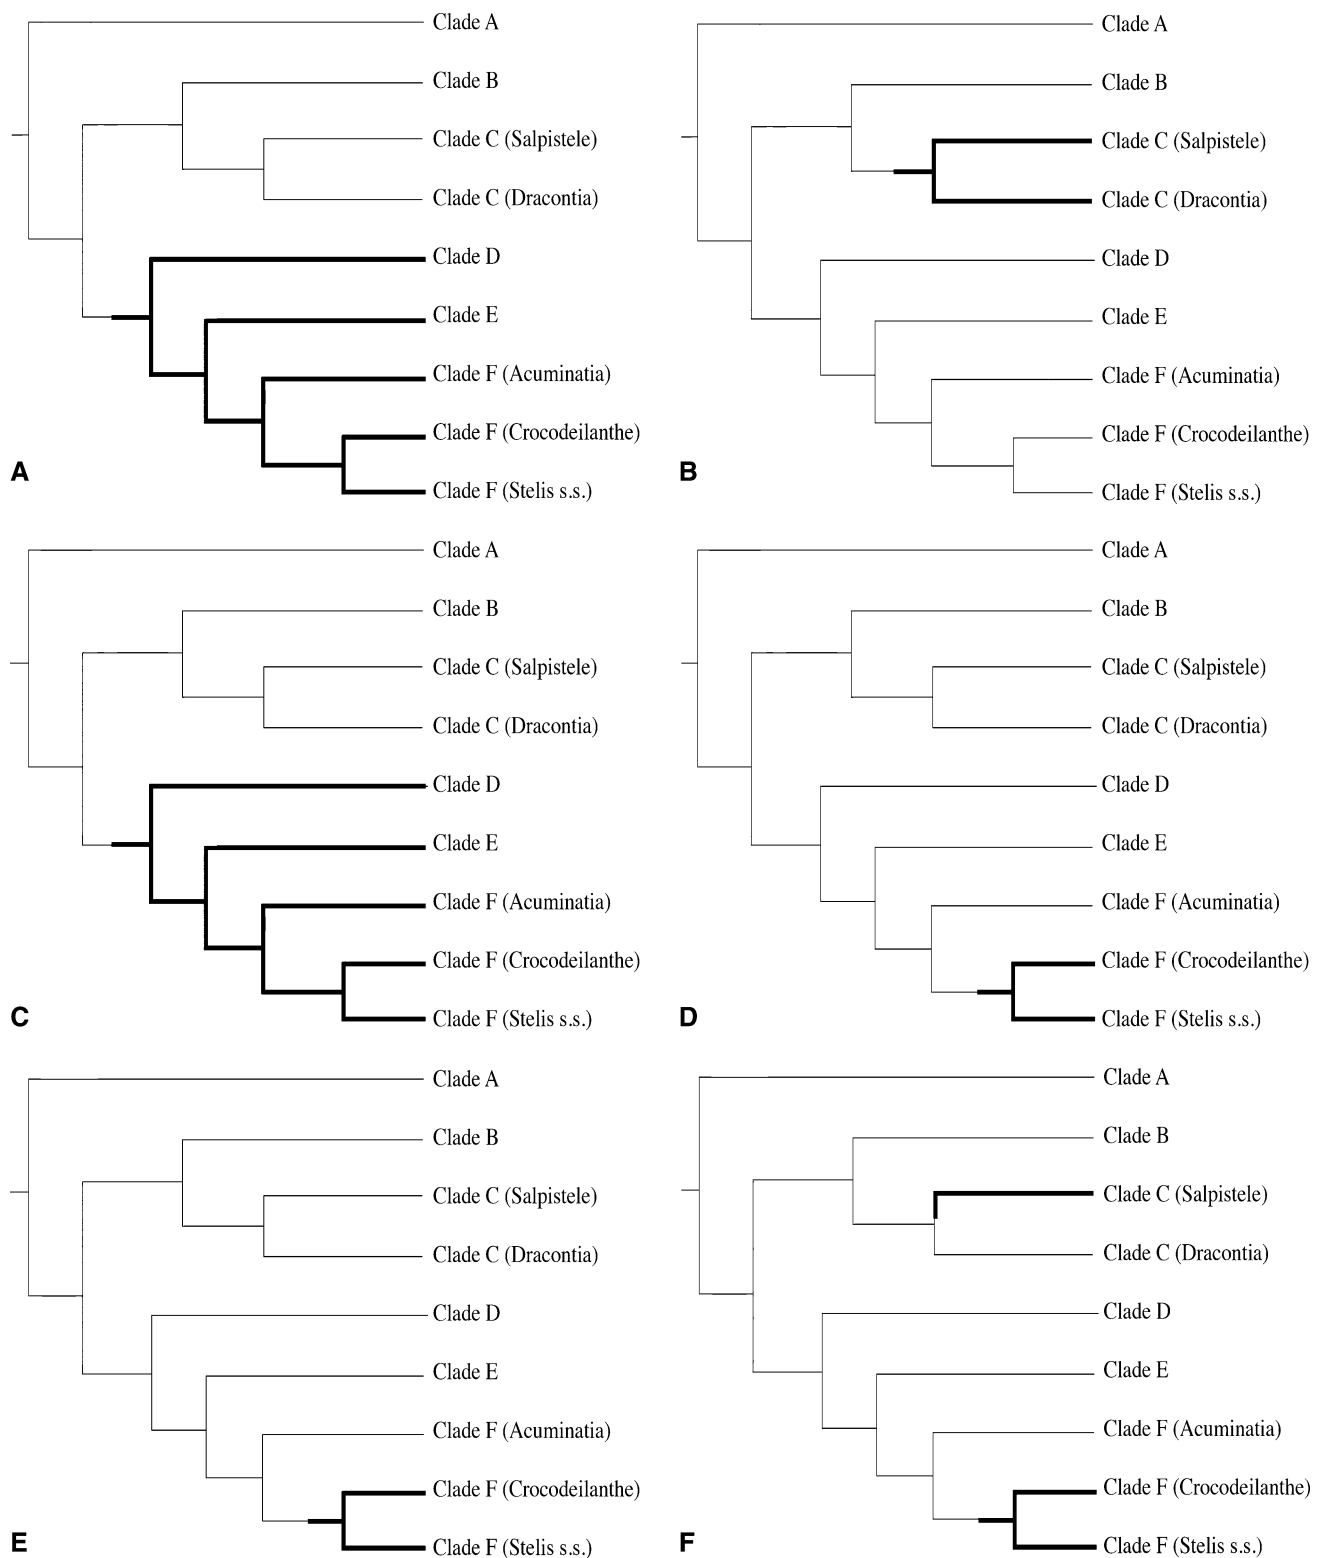 Clade A
Clade B
Clade C (Salpistele)
Clade C (Dracontia)
Clade D
Clade E
Clade F (Acuminatia)
Clade F (Crocodeilanthe)
Clade F (Stelis s.s.)
A
Clade A
Clade B
Clade C (Salpistele)
Clade C (Dracontia)
Clade D
Clade E
Clade F (Acuminatia)
Clade F (Crocodeilanthe)
Clade F (Stelis s.s.)
B
Clade A
Clade B
Clade C (Salpistele)
Clade C (Dracontia)
Clade D
Clade E
Clade F (Acuminatia)
Clade F (Crocodeilanthe)
Clade F (Stelis s.s.)
C
Clade A
Clade B
Clade C (Salpistele)
Clade C (Dracontia)
Clade D
Clade E
Clade F (Acuminatia)
Clade F (Crocodeilanthe)
Clade F (Stelis s.s.)
D
Clade A
Clade B
Clade C (Salpistele)
Clade C (Dracontia)
Clade D
Clade E
Clade F (Acuminatia)
Clade F (Crocodeilanthe)
Clade F (Stelis s.s.)
E
Clade A
Clade B
Clade C (Salpistele)
Clade C (Dracontia)
Clade D
Clade E
Clade F (Acuminatia)
Clade F (Crocodeilanthe)
Clade F (Stelis s.s.)
F